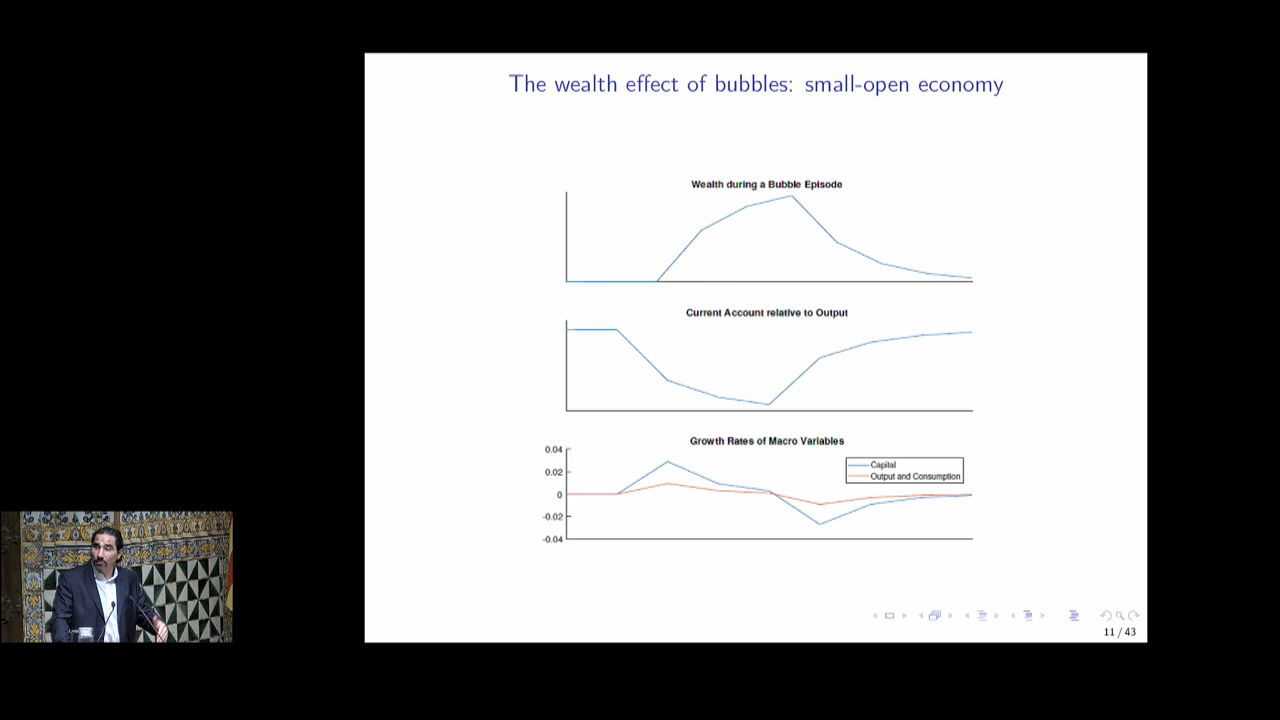 The wealth effect of bubbles: small-open economy
Wealth during a Bubble Episode
Current Account relative to Output
Growth Rates of Macro Variables
0.04
0.02
0
-0.02
-0.04
Capital
Output and Consumption
11 / 43